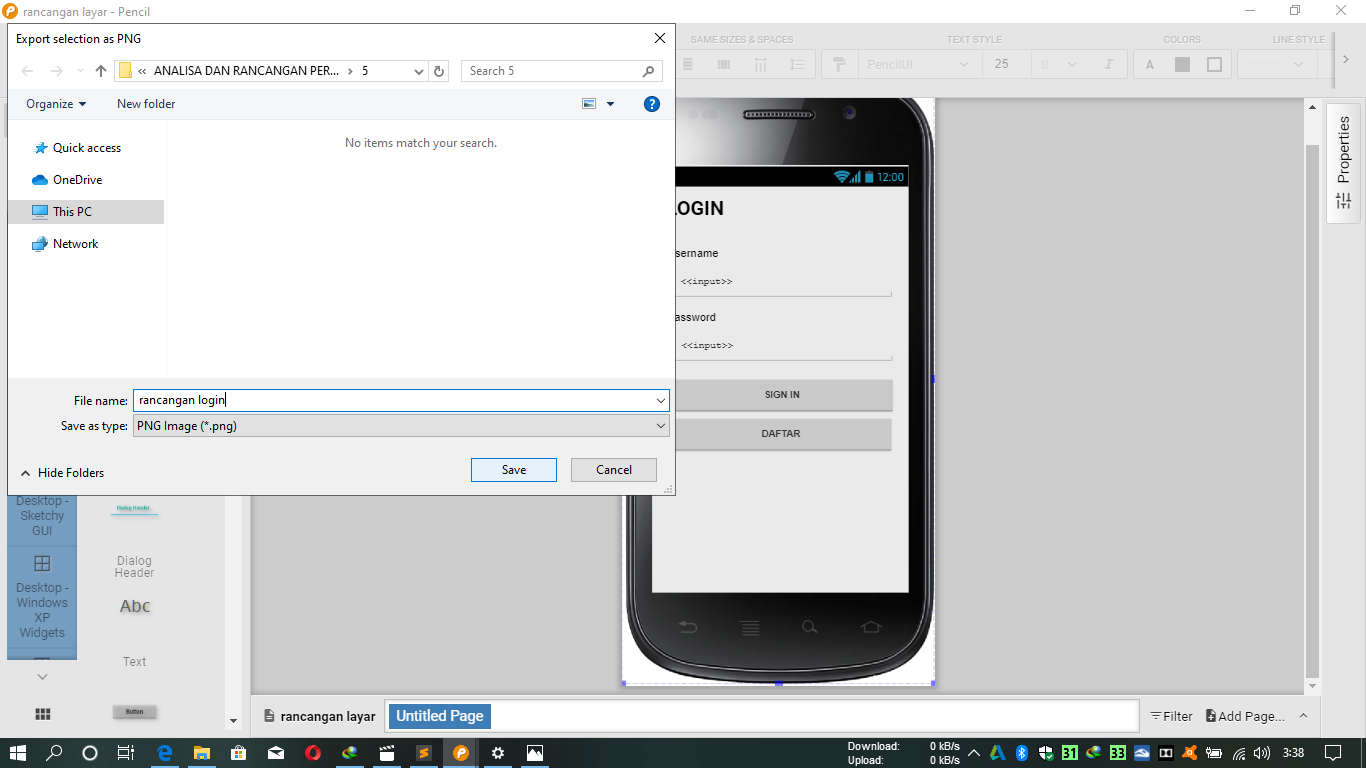 rancangan layar - Pencil
Export selection as PNG
« ANALISA DAN RANCANGAN PER... › 5
Search 5
Organize
New folder
Quick access
OneDrive
This PC
Network
No items match your search.
File name: rancangan login
Save as type: PNG Image (*.png)
Hide Folders
Save
Cancel
SAME SIZES & SPACES
TEXT STYLE
COLORS
LINE STYLE
PencilUI
25
B
I
A
Properties
12:00
LOGIN
sername
<<input>>
assword
<<input>>
SIGN IN
DAFTAR
Desktop -
Sketchy
GUI
Desktop -
Windows
XP
Widgets
Dialog Header
Dialog
Header
Abc
Text
Button
rancangan layar
Untitled Page
Filter
Add Page...
Download: 0 kB/s
Upload: 0 kB/s
31
33
3:38